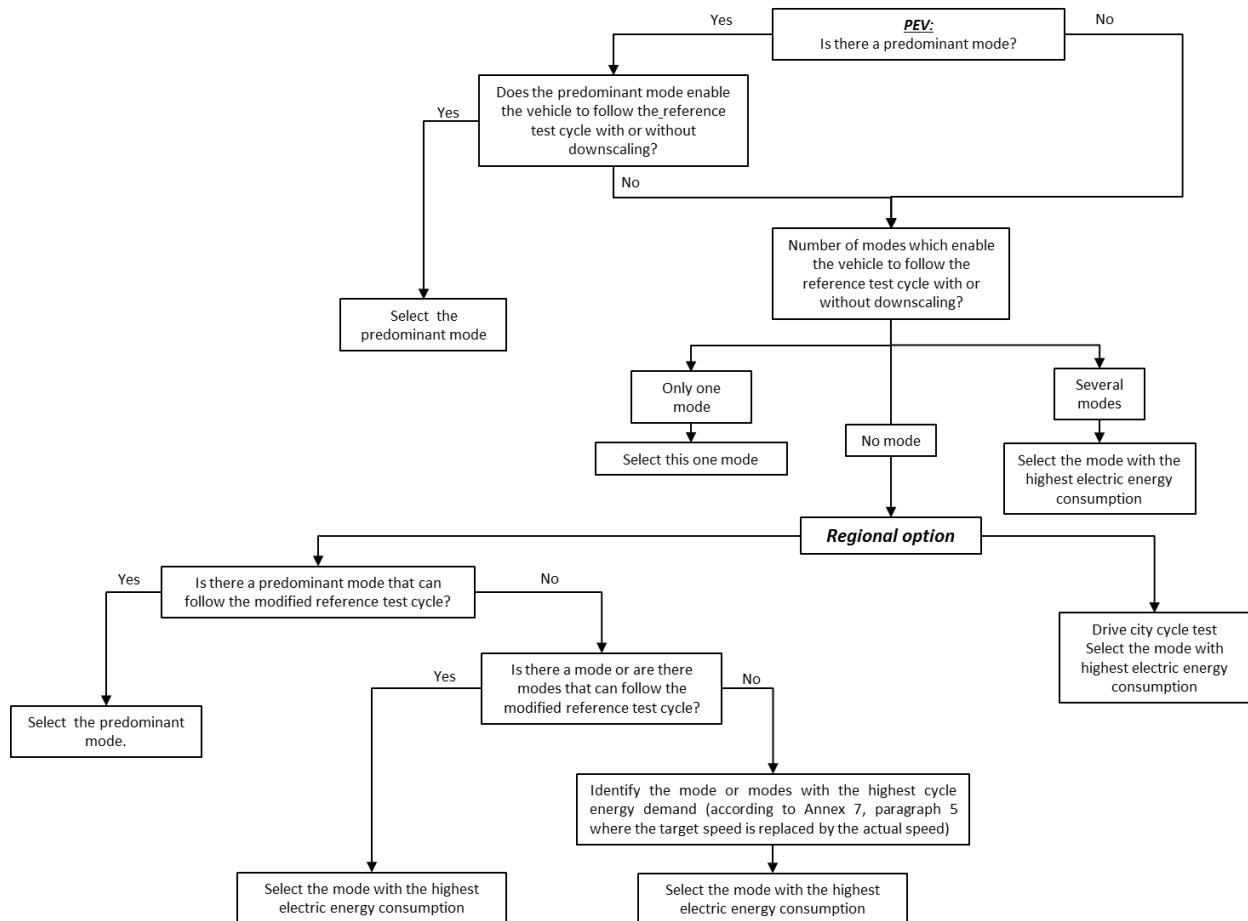 Yes
PEV:
No
Is there a predominant mode?
Does the predominant mode enable
the vehicle to follow the reference
test cycle with or without
downscaling?
Yes
No
Number of modes which enable
the vehicle to follow the
reference test cycle with or
without downscaling?
Select the
predominant mode
Only one
mode
Several
modes
No mode
Select this one mode
Select the mode with the
highest electric energy
consumption
Regional option
Yes
Is there a predominant mode that can
follow the modified reference test cycle?
No
Drive city cycle test
Select the mode with
highest electric energy
consumption
Yes
Is there a mode or are there
modes that can follow the
modified reference test cycle?
No
Select the predominant
mode.
Identify the mode or modes with the highest cycle
energy demand (according to Annex 7, paragraph 5
where the target speed is replaced by the actual speed)
Select the mode with the highest
electric energy consumption
Select the mode with the highest
electric energy consumption